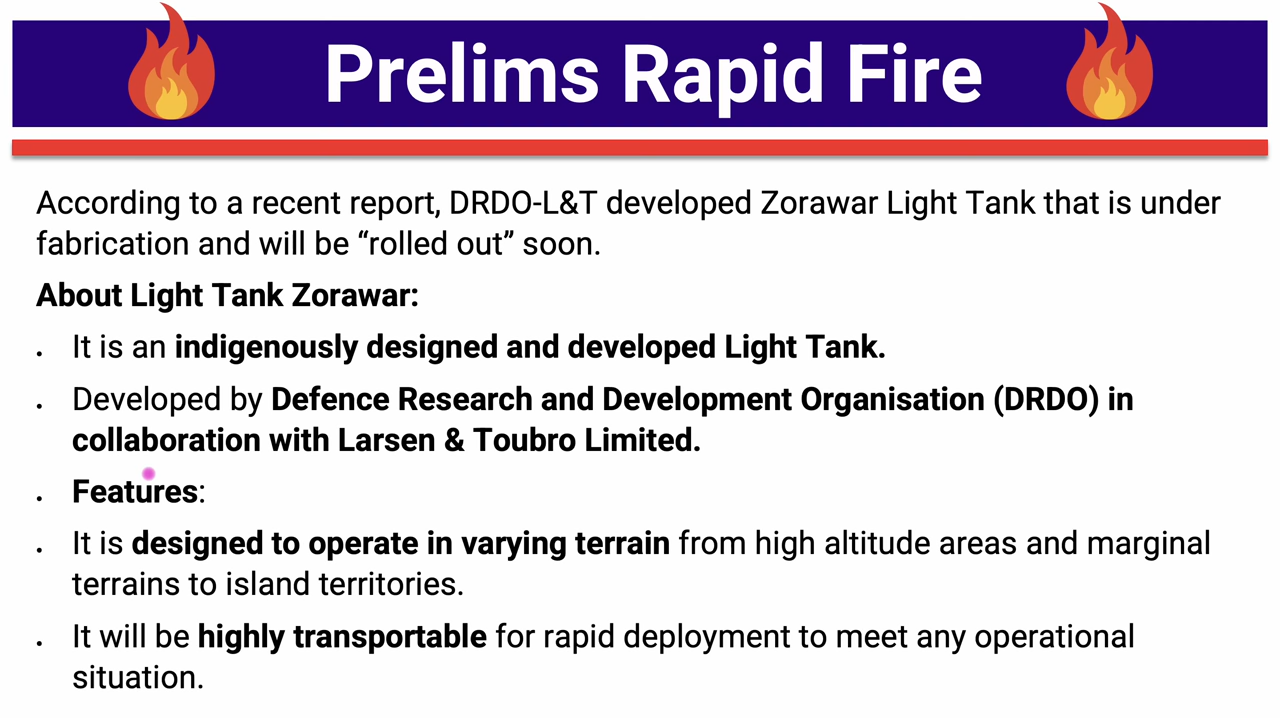 Prelims Rapid Fire
According to a recent report, DRDO-L&T developed Zorawar Light Tank that is under
fabrication and will be “rolled out” soon.
About Light Tank Zorawar:
• It is an indigenously designed and developed Light Tank.
• Developed by Defence Research and Development Organisation (DRDO) in
collaboration with Larsen & Toubro Limited.
• Features:
• It is designed to operate in varying terrain from high altitude areas and marginal
terrains to island territories.
• It will be highly transportable for rapid deployment to meet any operational
situation.